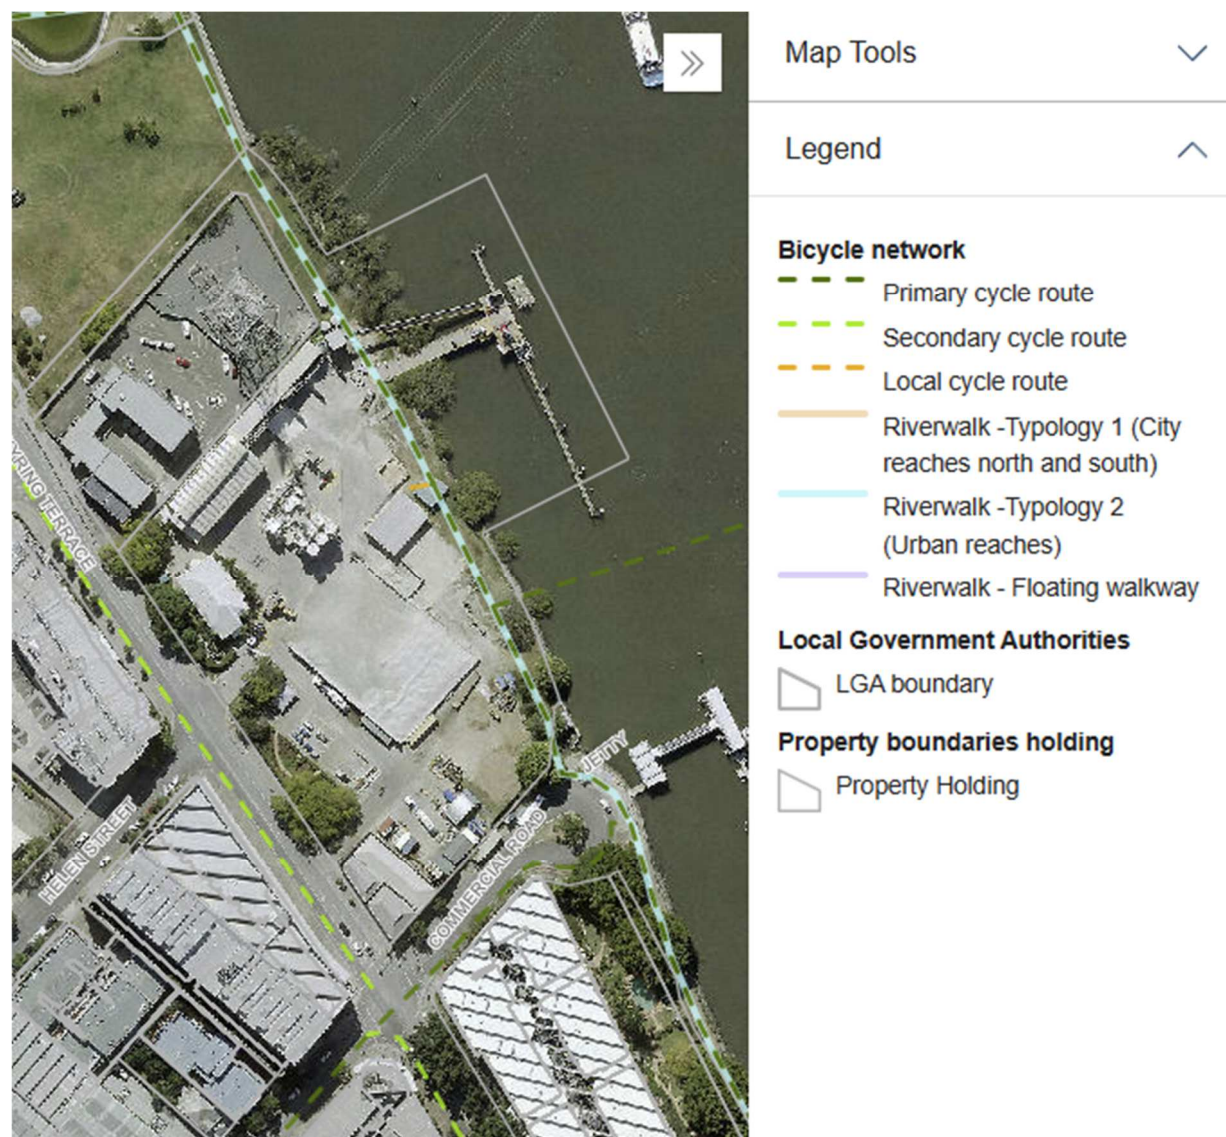 Map Tools
Legend
Bicycle network
Primary cycle route
Secondary cycle route
Local cycle route
Riverwalk -Typology 1 (City
reaches north and south)
Riverwalk -Typology 2
(Urban reaches)
Riverwalk - Floating walkway
Local Government Authorities
LGA boundary
Property boundaries holding
Property Holding
YRING TERRACE
JETTY
HELEN STREET
COMMERCIAL ROAD